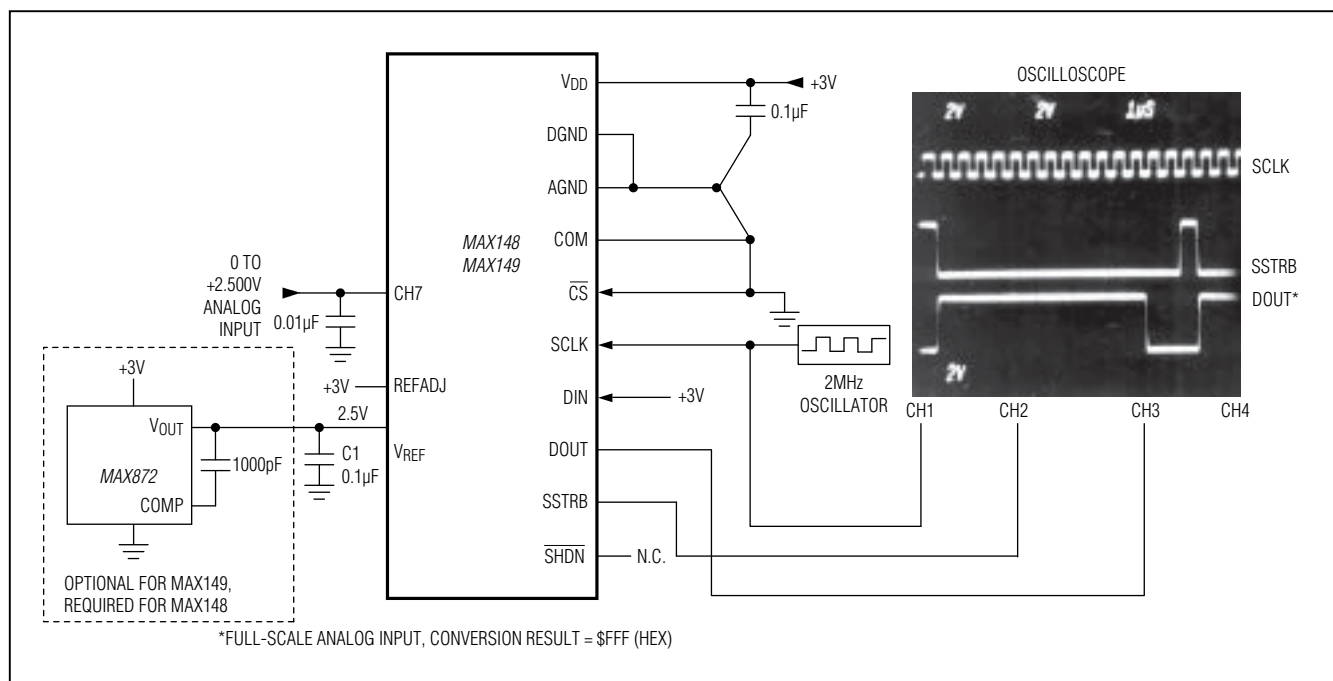 OSCILLOSCOPE
2V 2V 1µS
SCLK
SSTRB
DOUT*
2V
CH1 CH2 CH3 CH4
VDD
+3V
0.1µF
DGND
AGND
COM
CS
SCLK
DIN
+3V
DOUT
SSTRB
SHDN
N.C.
2MHz
OSCILLATOR
MAX148
MAX149
0 TO
+2.500V
ANALOG
INPUT
0.01µF
CH7
+3V
REFADJ
2.5V
VREF
C1
0.1µF
+3V
VOUT
MAX872
COMP
1000pF
OPTIONAL FOR MAX149,
REQUIRED FOR MAX148
*FULL-SCALE ANALOG INPUT, CONVERSION RESULT = $FFF (HEX)